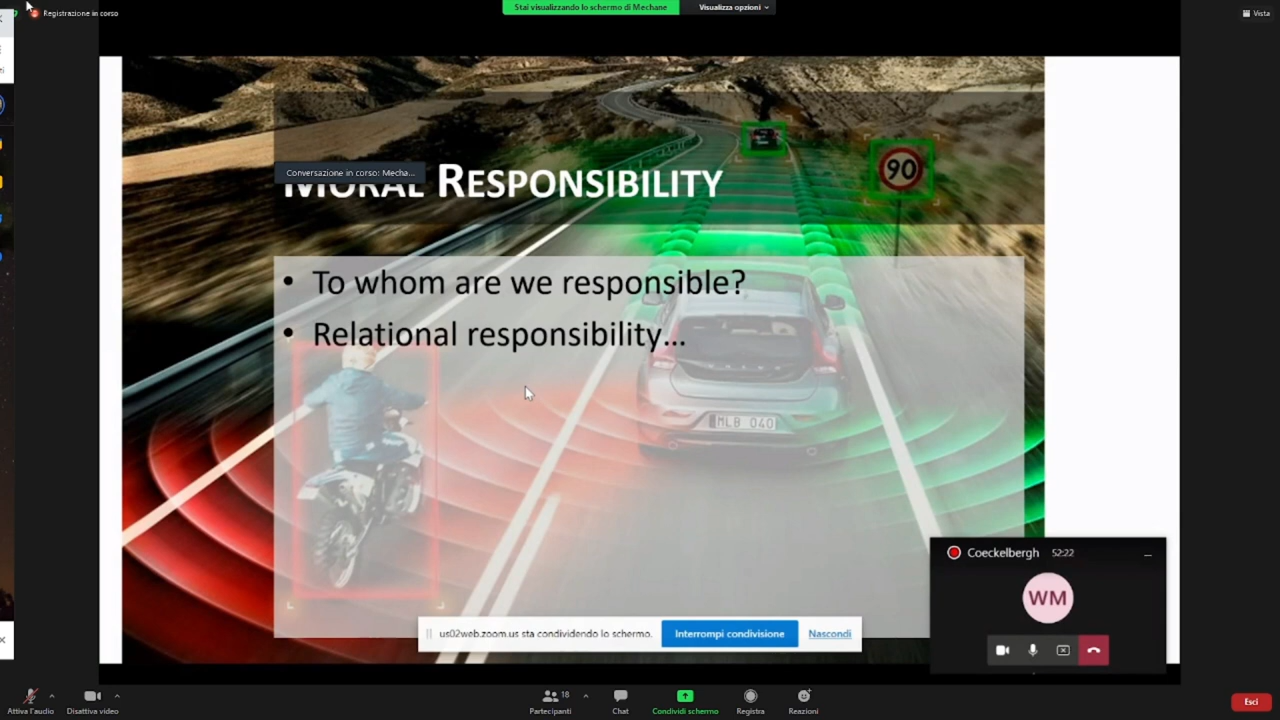 Registrazione in corso
Stai visualizzando lo schermo di Mechane
Visualizza opzioni
Vista
90
Conversazione in corso: Mecha...
MORAL RESPONSIBILITY
• To whom are we responsible?
• Relational responsibility...
MLB 040
Coeckelbergh 52:22
WM
us02web.zoom.us sta condividendo lo schermo.
Interrompi condivisione
Nascondi
Attiva l'audio
Disattiva video
18
Partecipanti
Chat
Condividi schermo
Registra
Reazioni
Esci